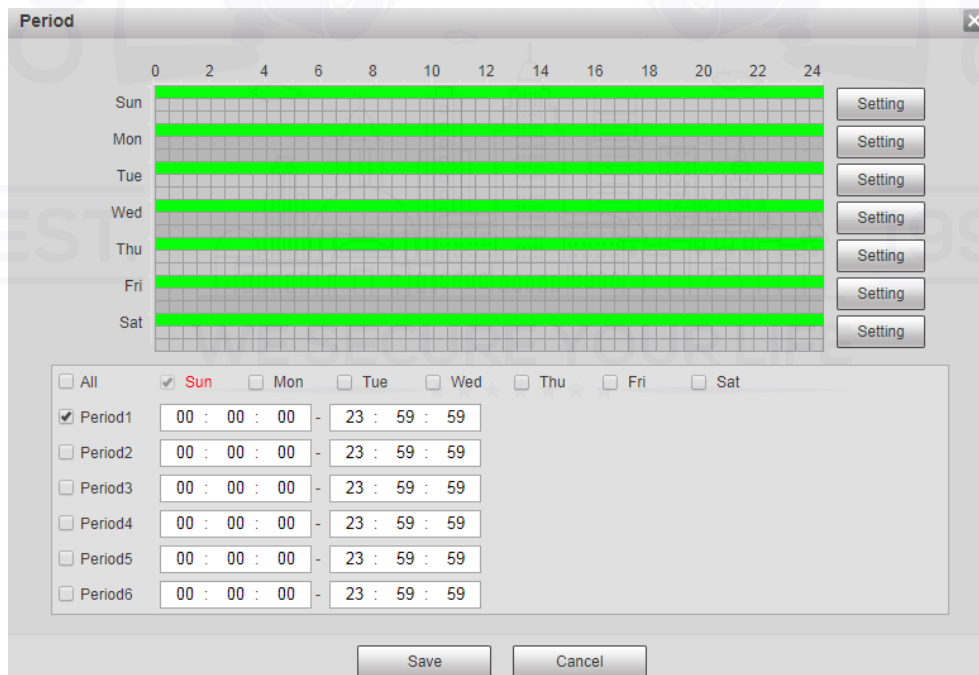 Period
0 2 4 6 8 10 12 14 16 18 20 22 24
Sun Setting
Mon Setting
Tue Setting
Wed Setting
Thu Setting
Fri Setting
Sat Setting
WE SECURE YOUR LIFE
All Sun Mon Tue Wed Thu Fri Sat
Period1 00 : 00 : 00 - 23 : 59 : 59
Period2 00 : 00 : 00 - 23 : 59 : 59
Period3 00 : 00 : 00 - 23 : 59 : 59
Period4 00 : 00 : 00 - 23 : 59 : 59
Period5 00 : 00 : 00 - 23 : 59 : 59
Period6 00 : 00 : 00 - 23 : 59 : 59
Save Cancel